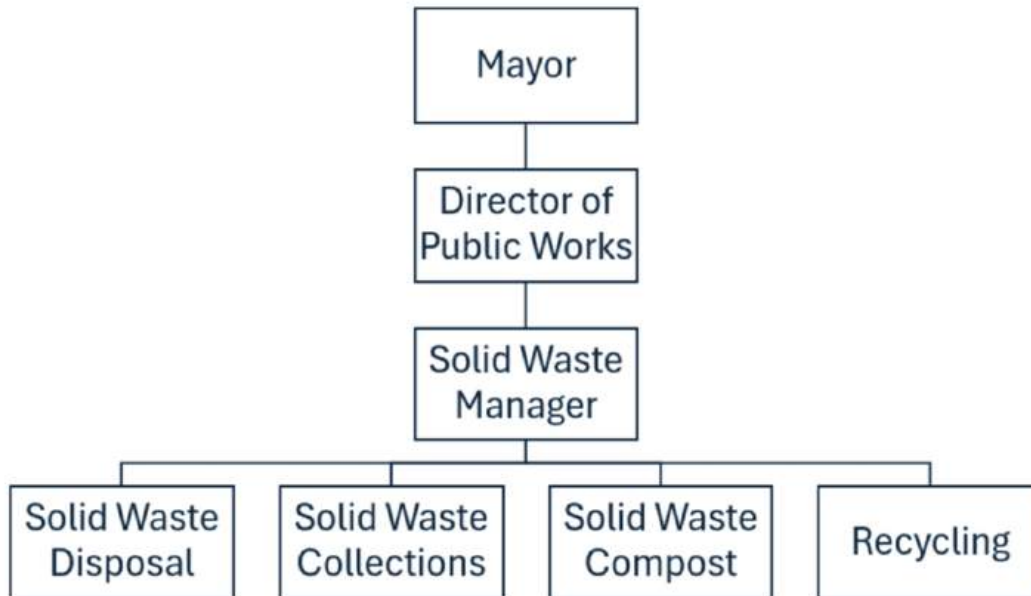 Mayor
Director of
Public Works
Solid Waste
Manager
Solid Waste
Disposal
Solid Waste
Collections
Solid Waste
Compost
Recycling